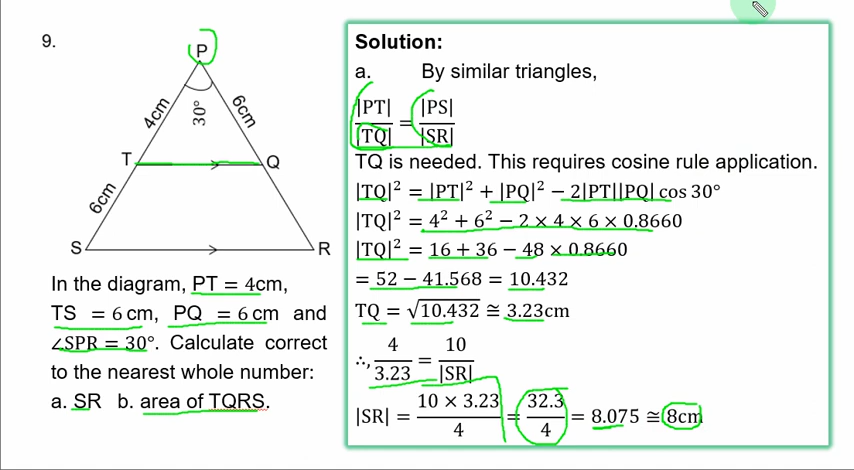 9.
P
30°
4cm
6cm
T
Q
6cm
S
R
In the diagram, PT = 4cm,
TS = 6 cm, PQ = 6 cm and
∠SPR = 30°. Calculate correct
to the nearest whole number:
a. SR b. area of TQRS.
Solution:
a. By similar triangles,
|PT|/|TQ| = |PS|/|SR|
TQ is needed. This requires cosine rule application.
|TQ|² = |PT|² + |PQ|² − 2|PT||PQ| cos 30°
|TQ|² = 4² + 6² − 2 × 4 × 6 × 0.8660
|TQ|² = 16 + 36 − 48 × 0.8660
= 52 − 41.568 = 10.432
TQ = √10.432 ≅ 3.23cm
∴, 4/3.23 = 10/|SR|
|SR| = (10 × 3.23)/4 = 32.3/4 = 8.075 ≅ 8cm